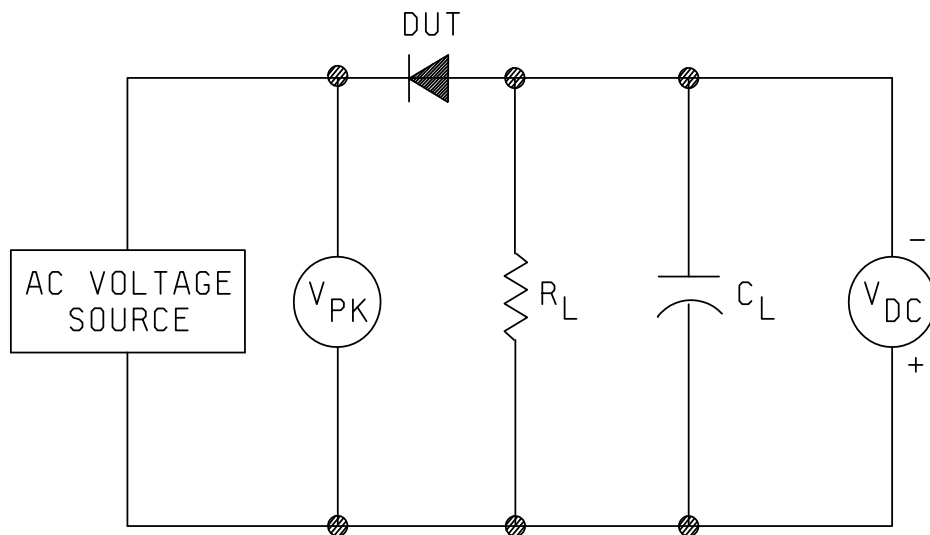 DUT
AC VOLTAGE
SOURCE
VPK
RL
CL
VDC
-
+